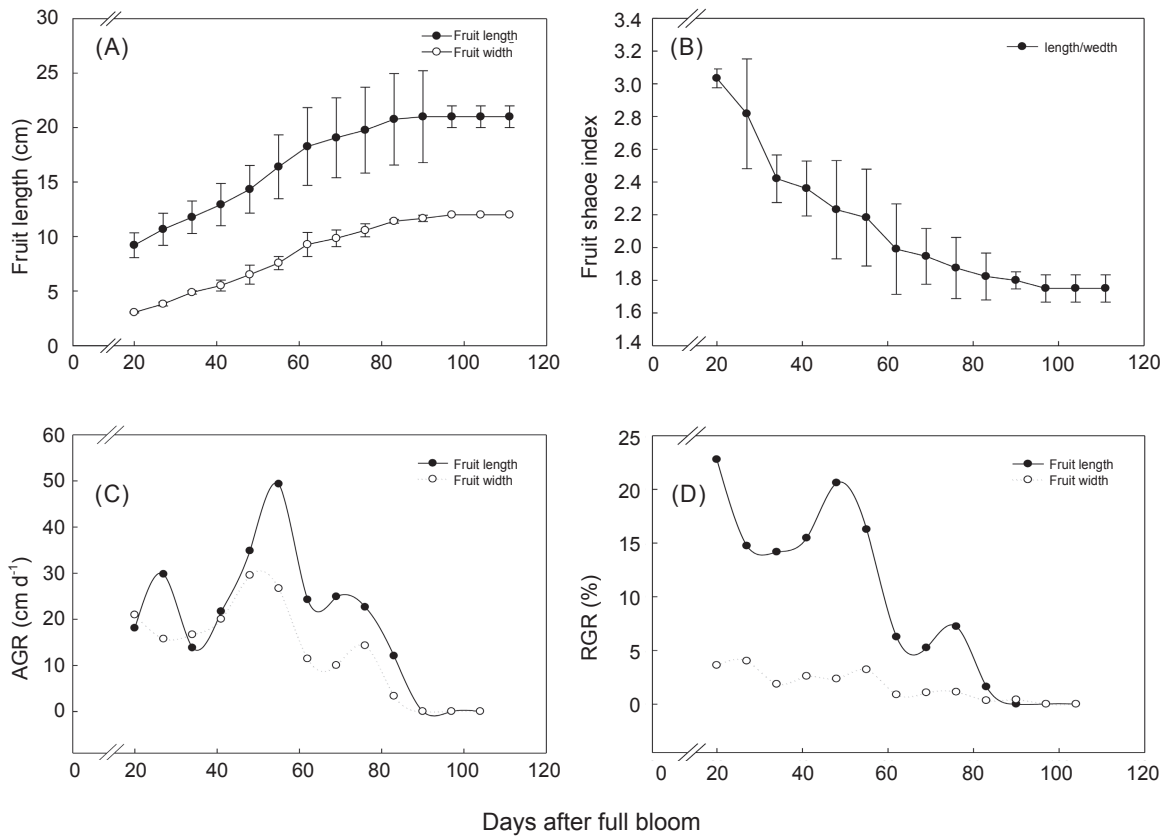 (A)
Fruit length
Fruit width
Fruit length (cm)
30
25
20
15
10
5
0
0 20 40 60 80 100 120
(B)
length/wedth
Fruit shaoe index
3.4
3.2
3.0
2.8
2.6
2.4
2.2
2.0
1.8
1.6
1.4
0 20 40 60 80 100 120
(C)
Fruit length
Fruit width
AGR (cm d⁻¹)
60
50
40
30
20
10
0
0 20 40 60 80 100 120
(D)
Fruit length
Fruit width
RGR (%)
25
20
15
10
5
0
0 20 40 60 80 100 120
Days after full bloom